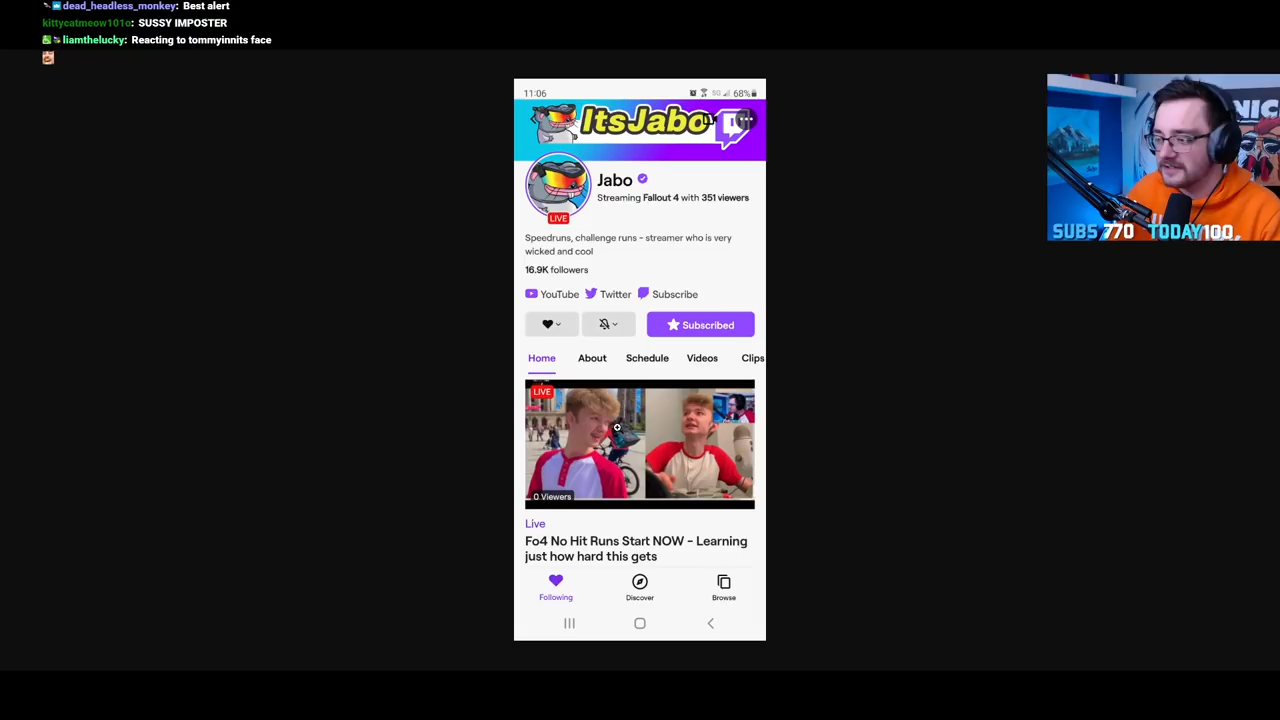 dead_headless_monkey: Best alert
kittycatmeow101o: SUSSY IMPOSTER
liamthelucky: Reacting to tommyinnits face
11:06
5G
68%
ItsJabo
Jabo
Streaming Fallout 4 with 351 viewers
LIVE
Speedruns, challenge runs - streamer who is very
wicked and cool
16.9K followers
YouTube
Twitter
Subscribe
Subscribed
Home
About
Schedule
Videos
Clips
LIVE
0 Viewers
Live
Fo4 No Hit Runs Start NOW - Learning
just how hard this gets
Following
Discover
Browse
NIC
SUBS 770 TODAY 100